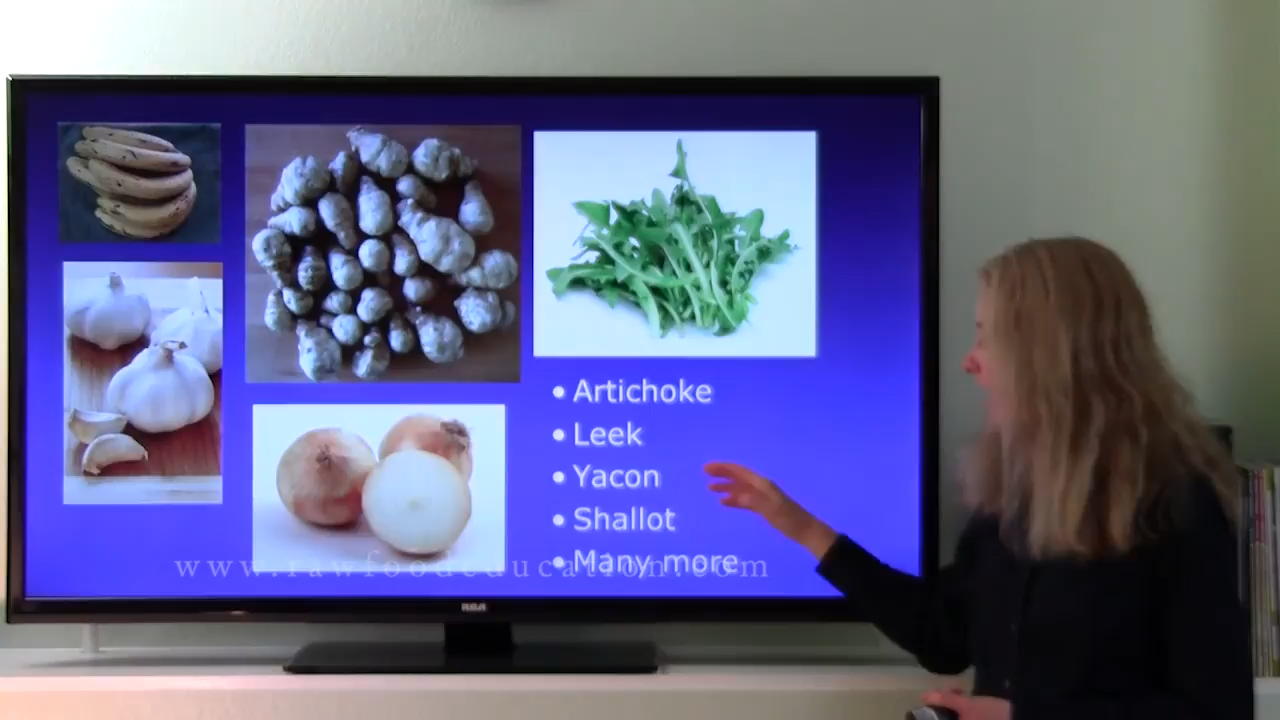 • Artichoke
• Leek
• Yacon
• Shallot
• Many more
www.rawfoodeducation.com
RCA